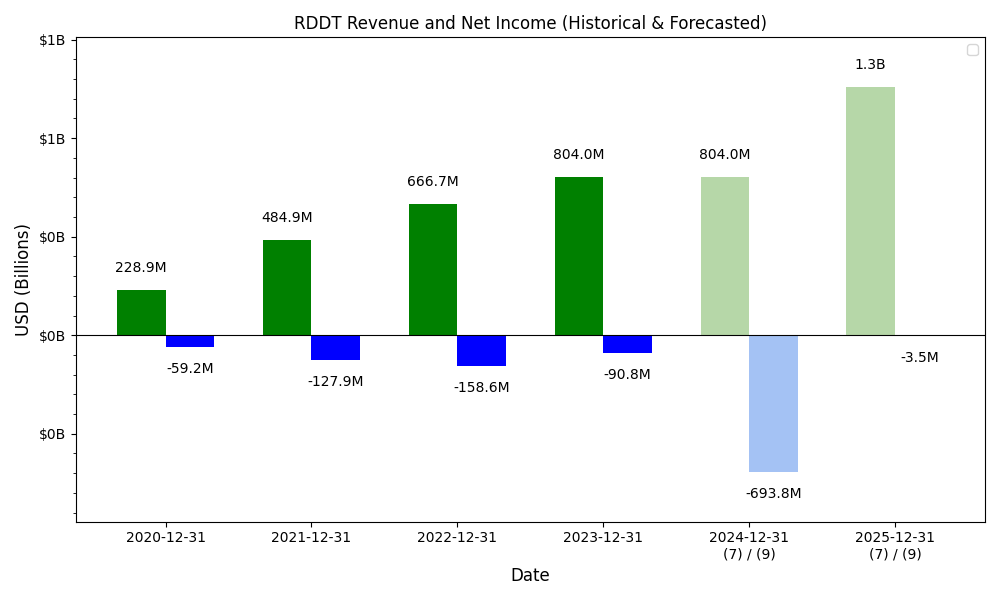 RDDT Revenue and Net Income (Historical & Forecasted)
USD (Billions)
$1B
$1B
$0B
$0B
$0B
228.9M
484.9M
666.7M
804.0M
804.0M
1.3B
-59.2M
-127.9M
-158.6M
-90.8M
-693.8M
-3.5M
2020-12-31
2021-12-31
2022-12-31
2023-12-31
2024-12-31
(7) / (9)
2025-12-31
(7) / (9)
Date